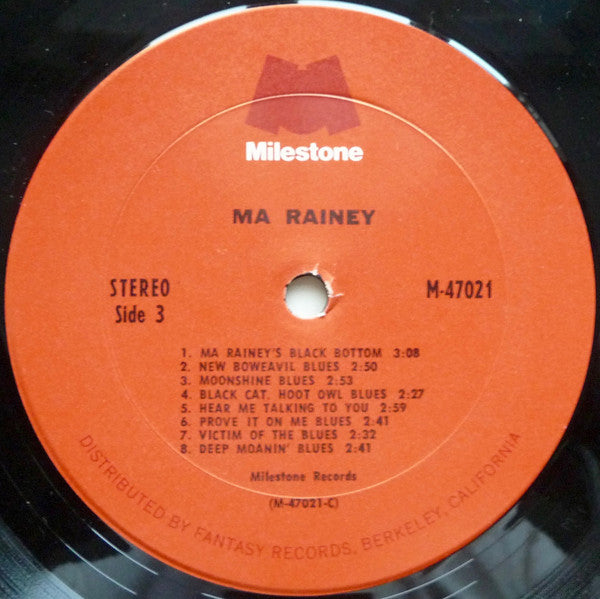 Milestone
MA RAINEY
STEREO
Side 3
M-47021
1. MA RAINEY'S BLACK BOTTOM 3:08
2. NEW BOWEAVIL BLUES 2:50
3. MOONSHINE BLUES 2:53
4. BLACK CAT, HOOT OWL BLUES 2:27
5. HEAR ME TALKING TO YOU 2:59
6. PROVE IT ON ME BLUES 2:41
7. VICTIM OF THE BLUES 2:32
8. DEEP MOANIN' BLUES 2:41
Milestone Records
(M-47021-C)
DISTRIBUTED BY FANTASY RECORDS, BERKELEY, CALIFORNIA